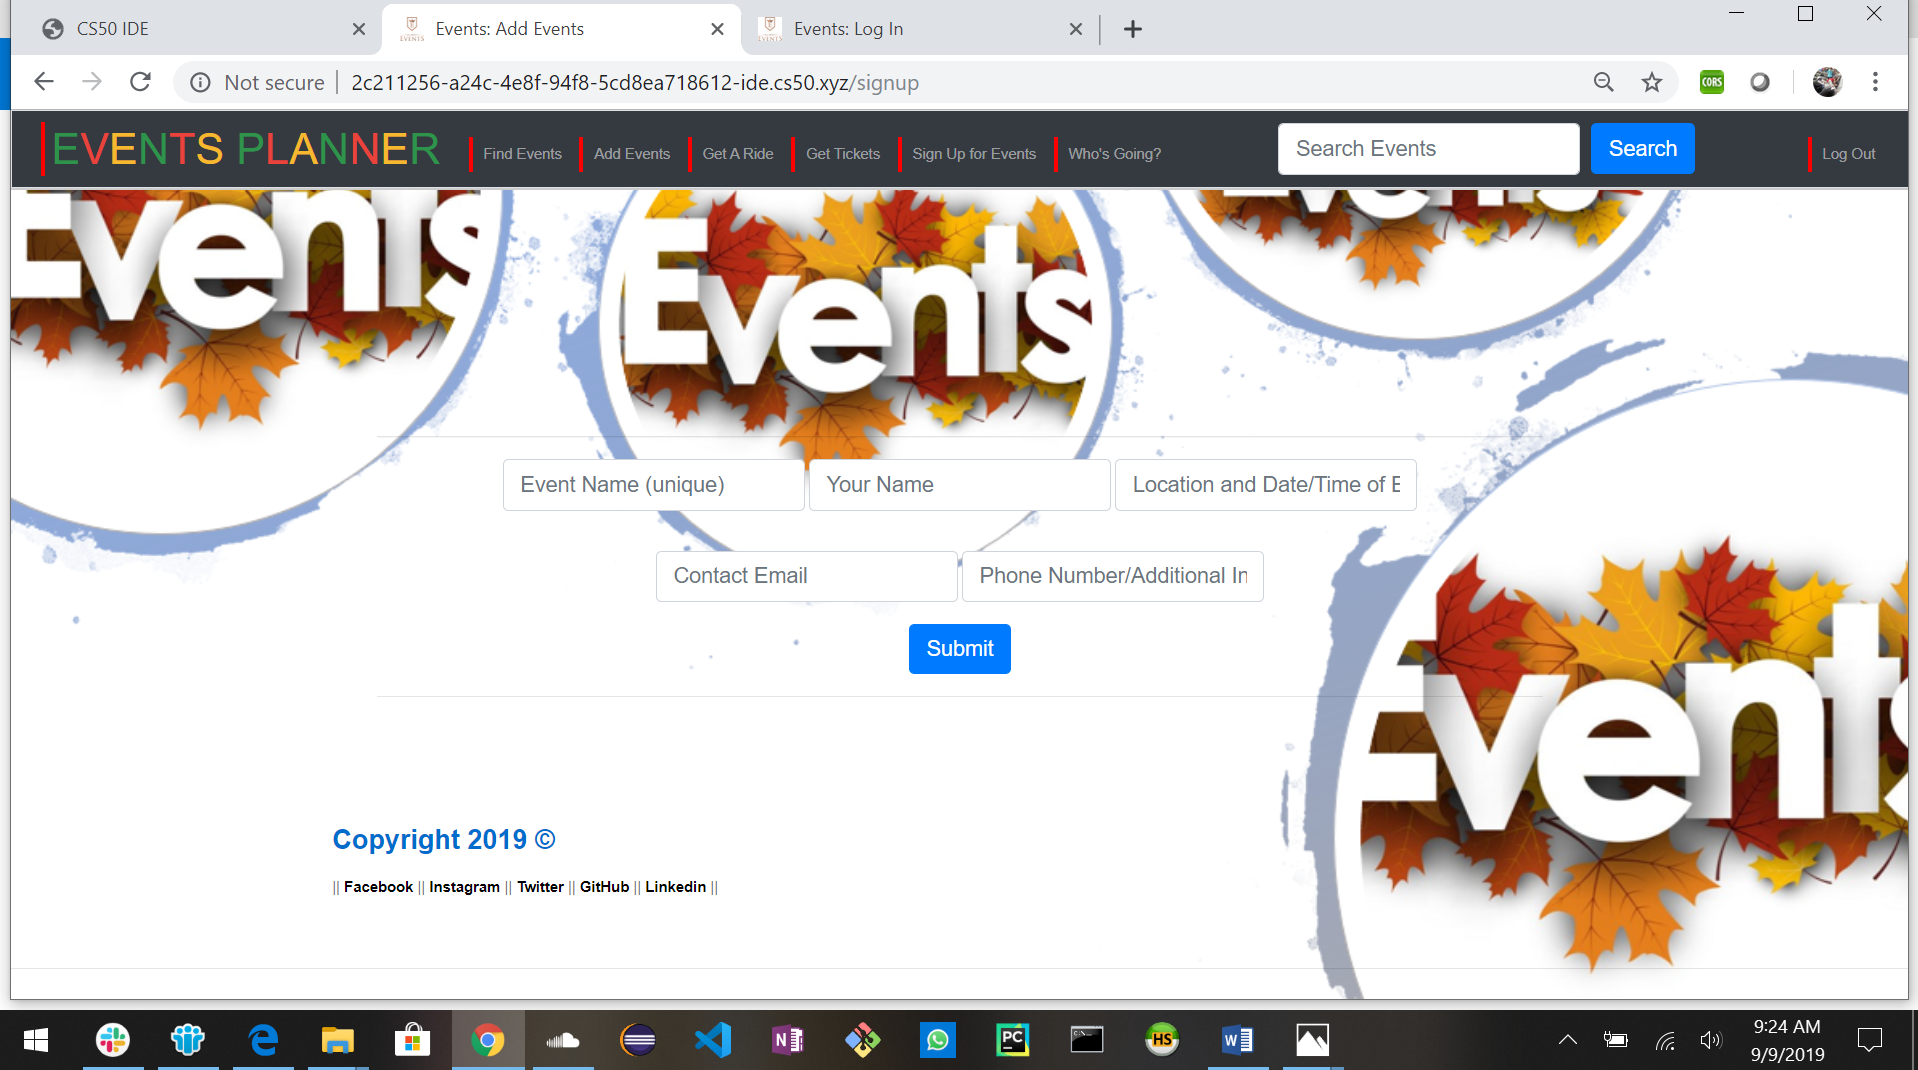 CS50 IDE
Events: Add Events
Events: Log In
Not secure | 2c211256-a24c-4e8f-94f8-5cd8ea718612-ide.cs50.xyz/signup
CORS
EVENTS PLANNER
Find Events
Add Events
Get A Ride
Get Tickets
Sign Up for Events
Who's Going?
Search Events
Search
Log Out
Events
Events
Events
Event Name (unique)
Your Name
Location and Date/Time of E
Contact Email
Phone Number/Additional In
Submit
Events
Copyright 2019 ©
|| Facebook || Instagram || Twitter || GitHub || Linkedin ||
N
PC
HS
W
9:24 AM
9/9/2019